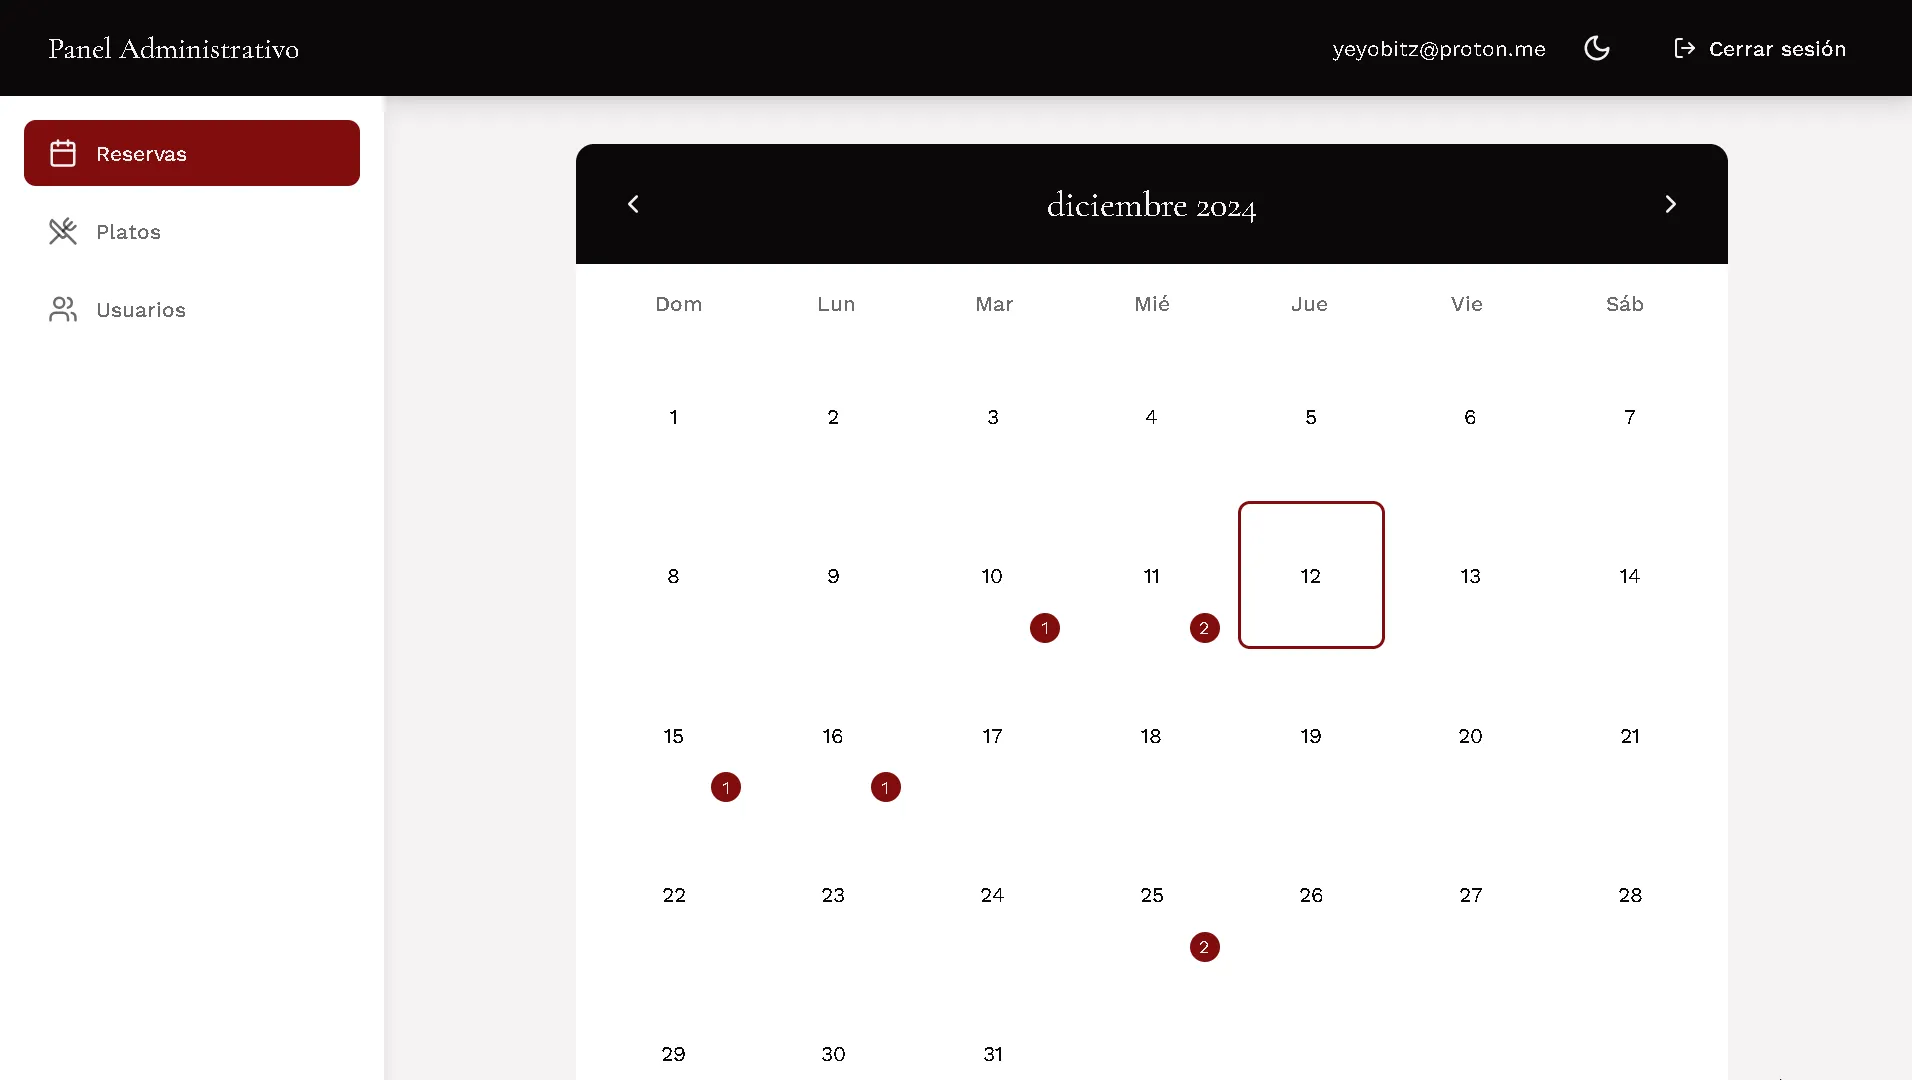 Panel Administrativo
yeyobitz@proton.me
Cerrar sesión
Reservas
Platos
Usuarios
diciembre 2024
Dom Lun Mar Mié Jue Vie Sáb
1 2 3 4 5 6 7
8 9 10 11 12 13 14
1 2
15 16 17 18 19 20 21
1 1
22 23 24 25 26 27 28
2
29 30 31